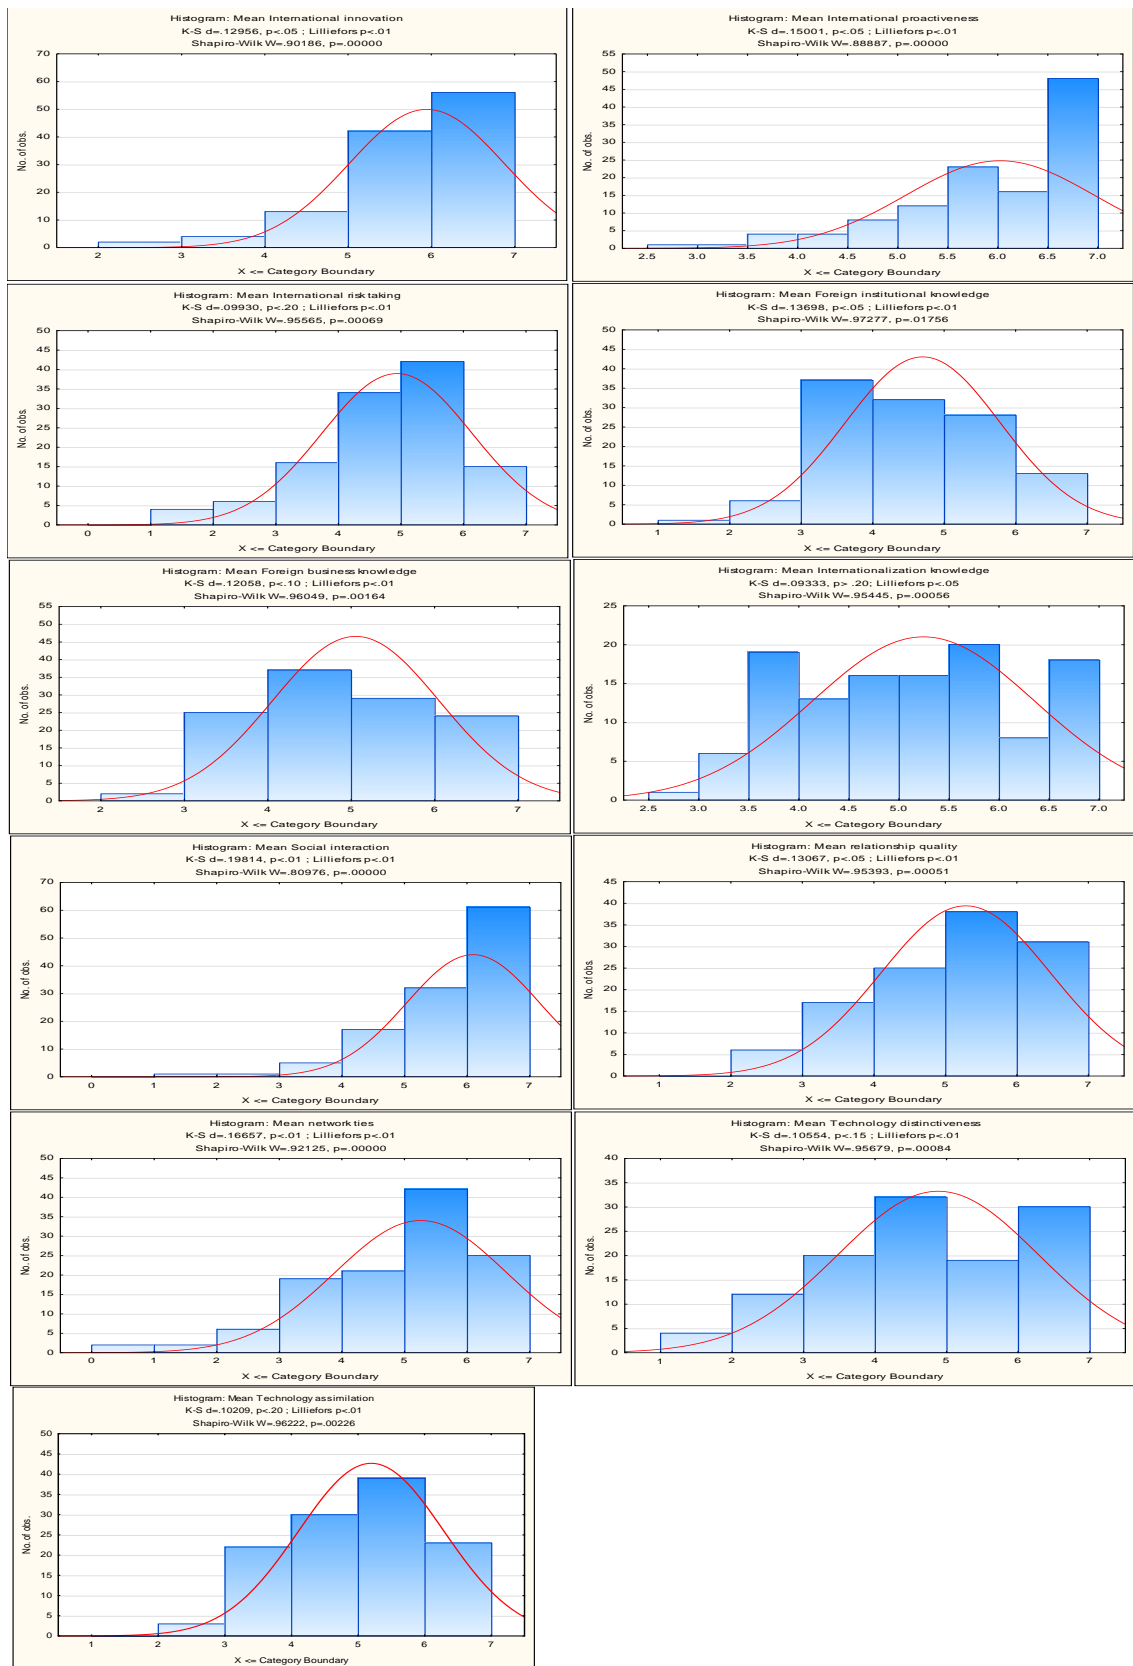 Histogram: Mean International innovation
K-S d=.12956, p<.05 ; Lilliefors p<.01
Shapiro-Wilk W=.90186, p=.00000
70
60
50
40
30
20
10
0
No. of obs.
2 3 4 5 6 7
X <= Category Boundary
Histogram: Mean International proactiveness
K-S d=.15001, p<.05 ; Lilliefors p<.01
Shapiro-Wilk W=.88887, p=.00000
55
50
45
40
35
30
25
20
15
10
5
0
No. of obs.
2.5 3.0 3.5 4.0 4.5 5.0 5.5 6.0 6.5 7.0
X <= Category Boundary
Histogram: Mean International risk taking
K-S d=.09930, p<.20 ; Lilliefors p<.01
Shapiro-Wilk W=.95565, p=.00069
50
45
40
35
30
25
20
15
10
5
0
No. of obs.
0 1 2 3 4 5 6 7
X <= Category Boundary
Histogram: Mean Foreign institutional knowledge
K-S d=.13698, p<.05 ; Lilliefors p<.01
Shapiro-Wilk W=.97277, p=.01756
50
45
40
35
30
25
20
15
10
5
0
No. of obs.
1 2 3 4 5 6 7
X <= Category Boundary
Histogram: Mean Foreign business knowledge
K-S d=.12058, p<.10 ; Lilliefors p<.01
Shapiro-Wilk W=.96049, p=.00164
55
50
45
40
35
30
25
20
15
10
5
0
No. of obs.
2 3 4 5 6 7
X <= Category Boundary
Histogram: Mean Internationalization knowledge
K-S d=.09333, p> .20; Lilliefors p<.05
Shapiro-Wilk W=.95445, p=.00056
25
20
15
10
5
0
No. of obs.
2.5 3.0 3.5 4.0 4.5 5.0 5.5 6.0 6.5 7.0
X <= Category Boundary
Histogram: Mean Social interaction
K-S d=.19814, p<.01 ; Lilliefors p<.01
Shapiro-Wilk W=.80976, p=.00000
70
60
50
40
30
20
10
0
No. of obs.
0 1 2 3 4 5 6 7
X <= Category Boundary
Histogram: Mean relationship quality
K-S d=.13067, p<.05 ; Lilliefors p<.01
Shapiro-Wilk W=.95393, p=.00051
45
40
35
30
25
20
15
10
5
0
No. of obs.
1 2 3 4 5 6 7
X <= Category Boundary
Histogram: Mean network ties
K-S d=.16657, p<.01 ; Lilliefors p<.01
Shapiro-Wilk W=.92125, p=.00000
50
45
40
35
30
25
20
15
10
5
0
No. of obs.
0 1 2 3 4 5 6 7
X <= Category Boundary
Histogram: Mean Technology distinctiveness
K-S d=.10554, p<.15 ; Lilliefors p<.01
Shapiro-Wilk W=.95679, p=.00084
40
35
30
25
20
15
10
5
0
No. of obs.
1 2 3 4 5 6 7
X <= Category Boundary
Histogram: Mean Technology assimilation
K-S d=.10209, p<.20 ; Lilliefors p<.01
Shapiro-Wilk W=.96222, p=.00226
50
45
40
35
30
25
20
15
10
5
0
No. of obs.
1 2 3 4 5 6 7
X <= Category Boundary